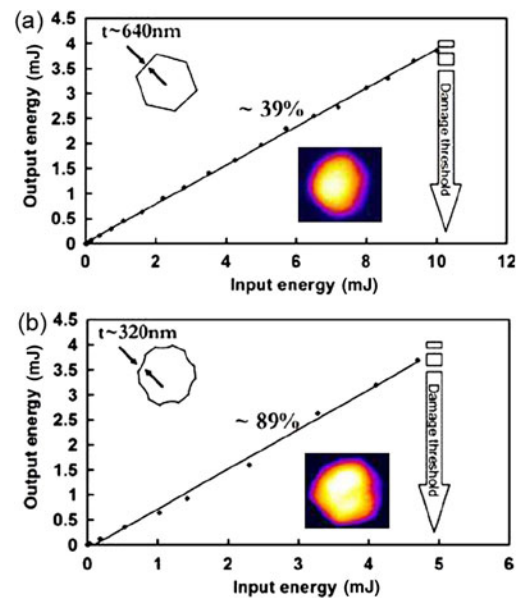 (a)
t~640nm
~ 39%
Damage threshold
Output energy (mJ)
4.5
4
3.5
3
2.5
2
1.5
1
0.5
0
0 2 4 6 8 10 12
Input energy (mJ)
(b)
t~320nm
~ 89%
Damage threshold
Output energy (mJ)
4.5
4
3.5
3
2.5
2
1.5
1
0.5
0
0 1 2 3 4 5 6
Input energy (mJ)